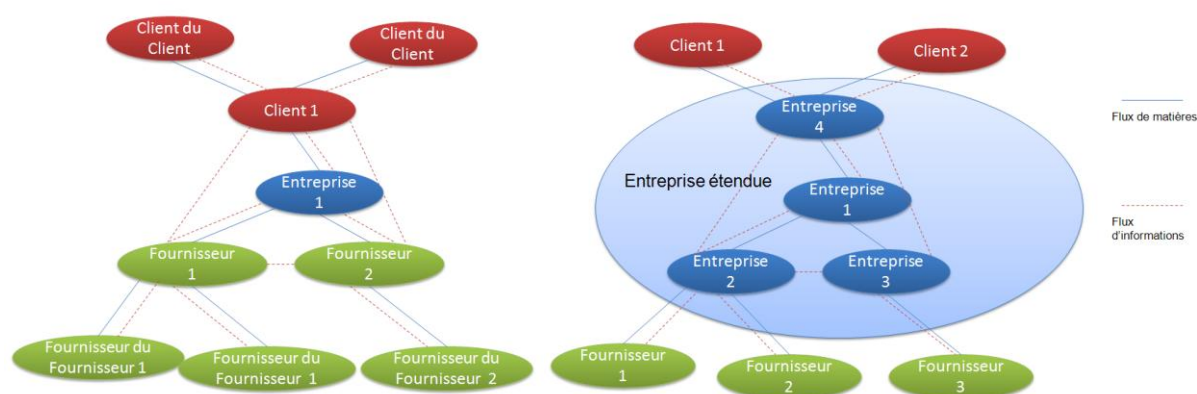 Client du
Client
Client du
Client
Client 1
Entreprise
1
Fournisseur
1
Fournisseur
2
Fournisseur du
Fournisseur 1
Fournisseur du
Fournisseur 1
Fournisseur du
Fournisseur 2
Client 1
Client 2
Entreprise
4
Entreprise étendue
Entreprise
1
Entreprise
2
Entreprise
3
Fournisseur
1
Fournisseur
2
Fournisseur
3
Flux de matières
Flux
d'informations